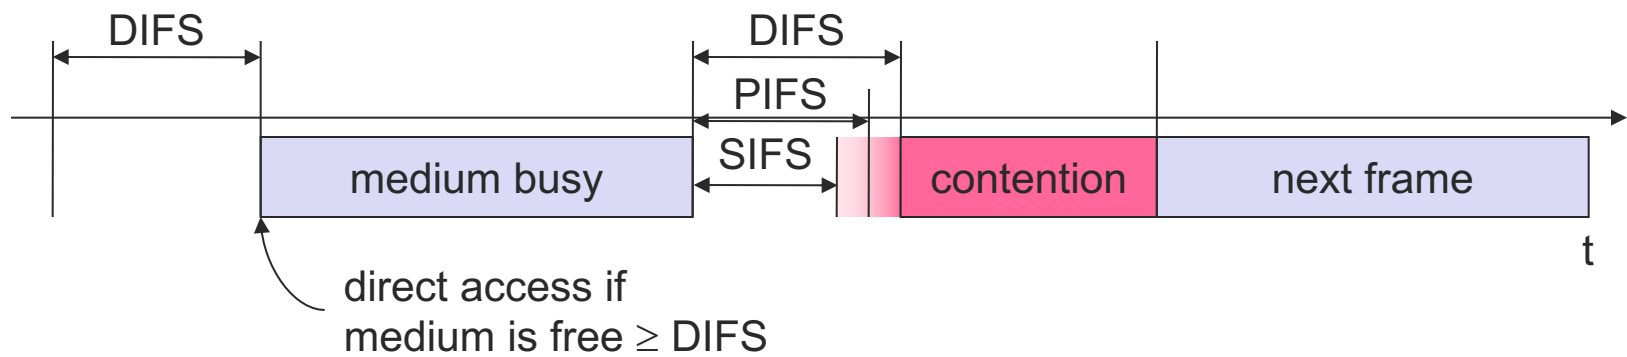 DIFS
DIFS
PIFS
SIFS
medium busy
contention
next frame
t
direct access if
medium is free ≥ DIFS